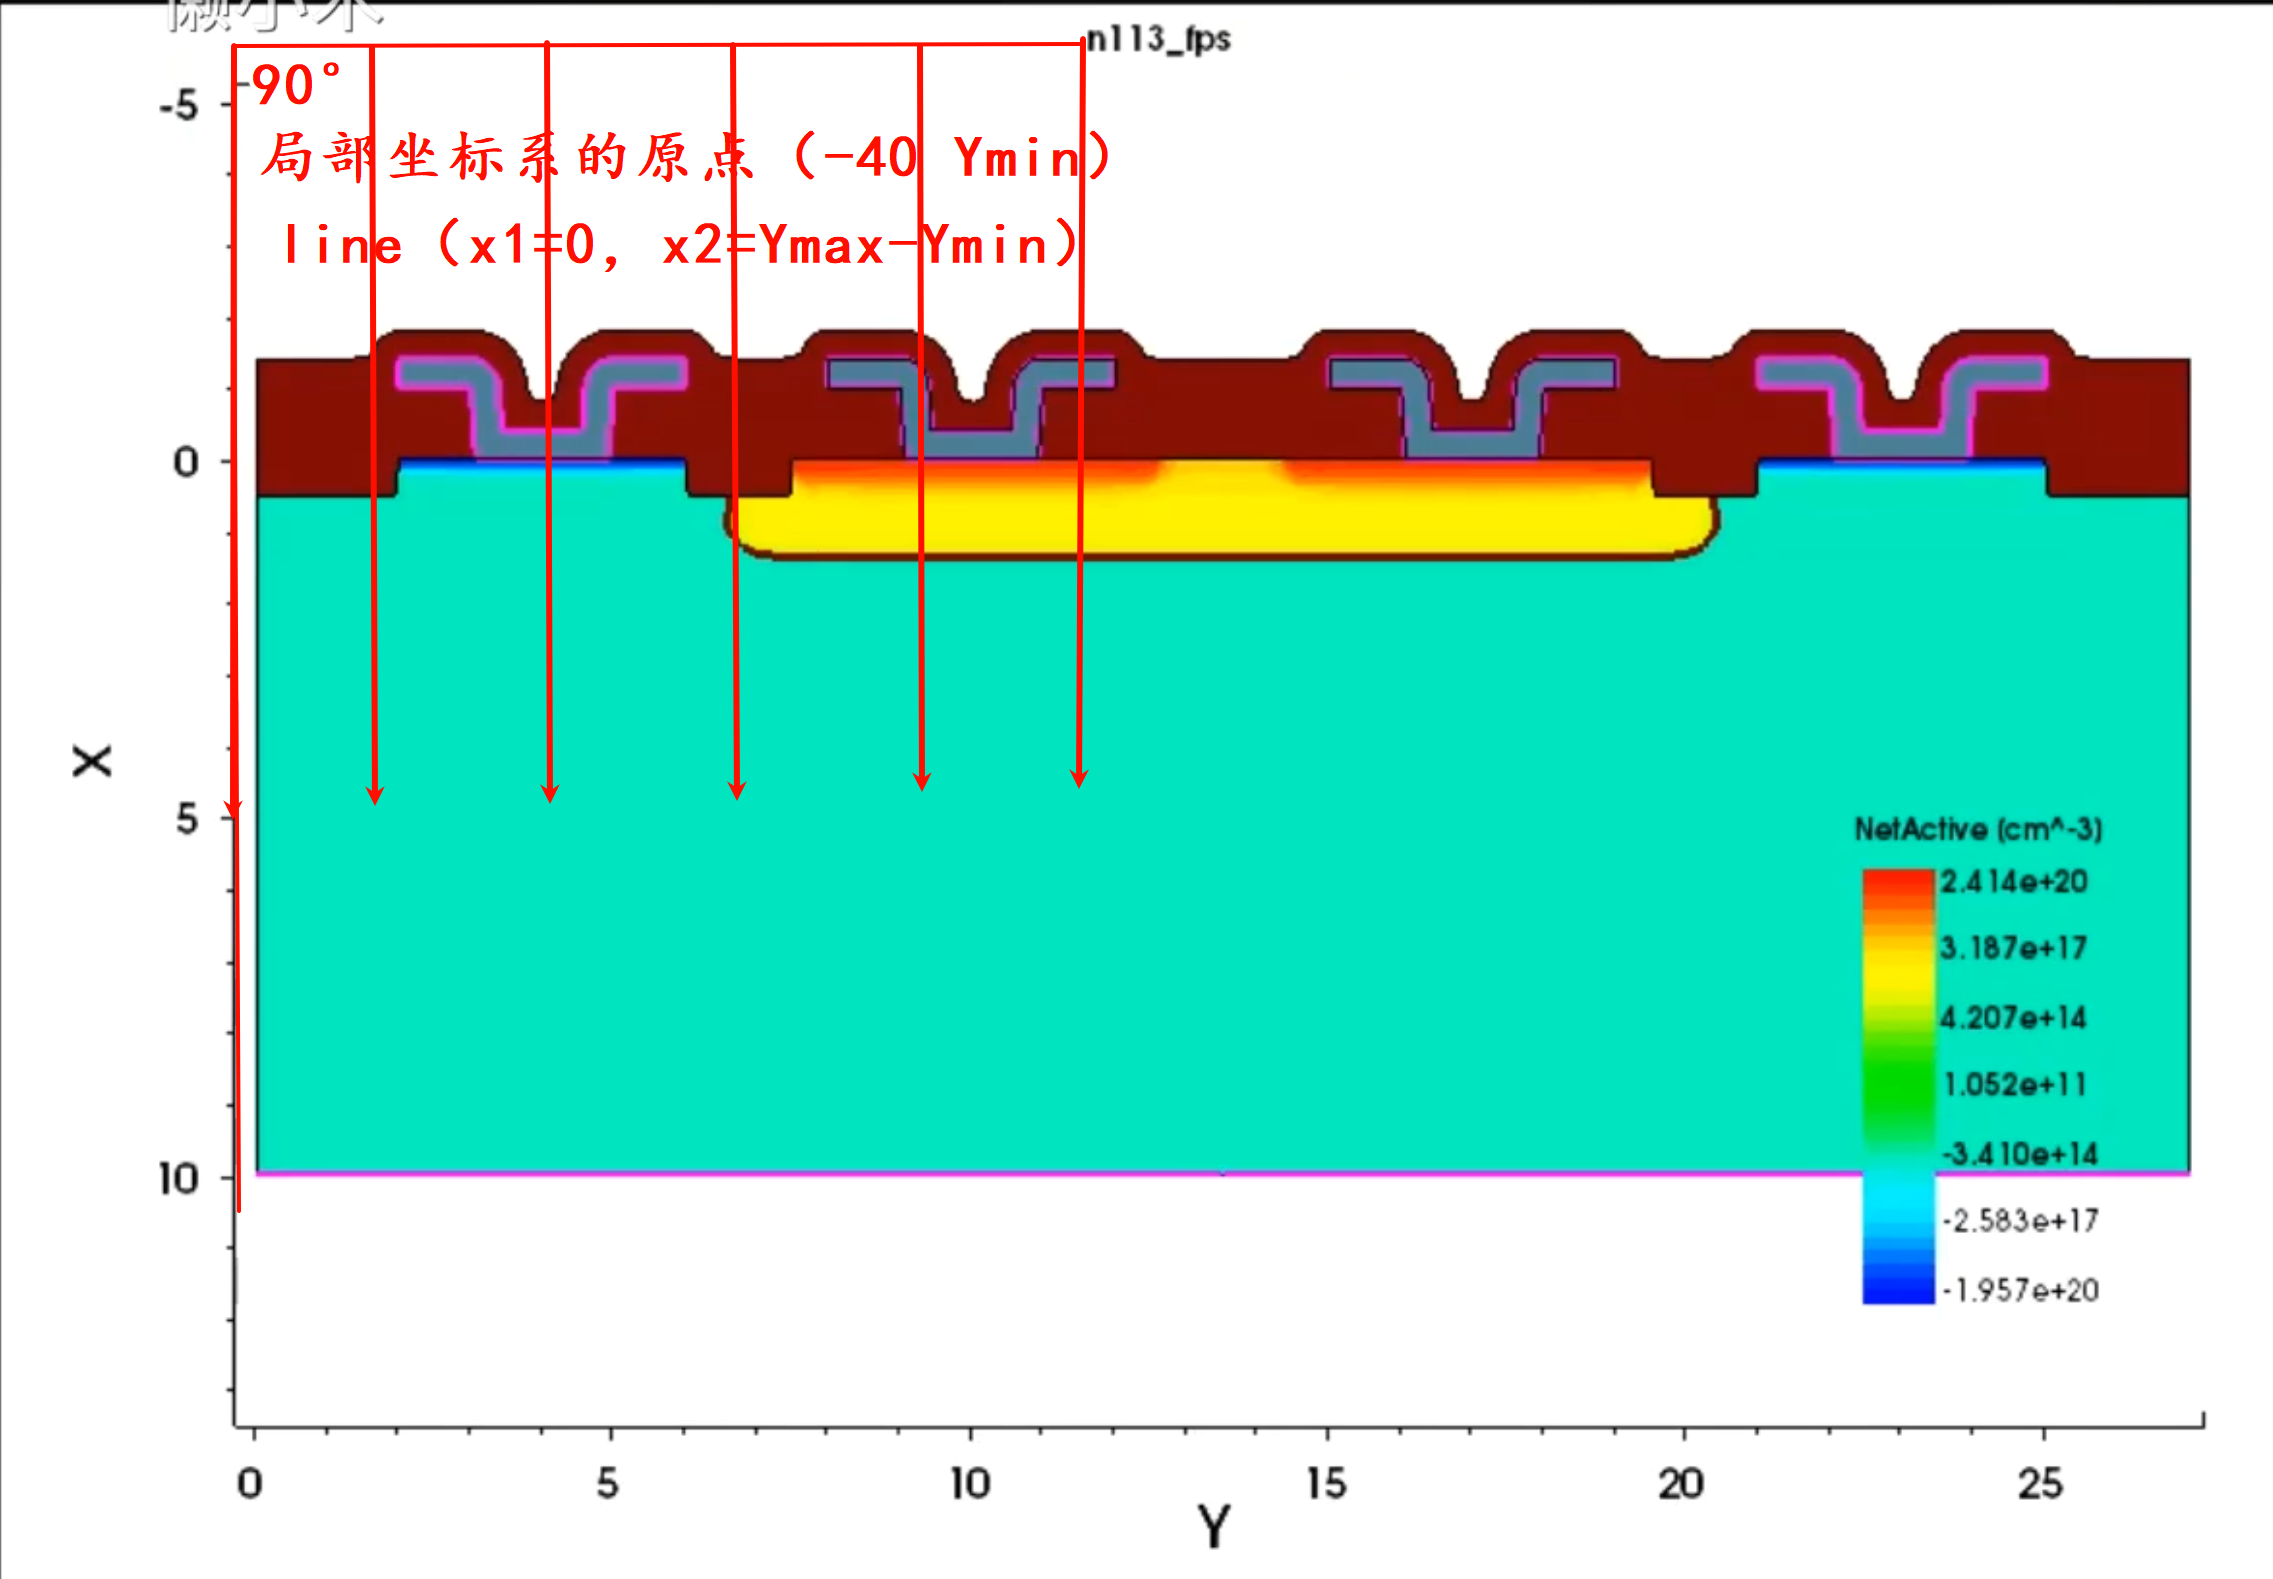 n113_fps
-90°
局部坐标系的原点（-40 Ymin）
line（x1=0, x2=Ymax-Ymin）
-5
0
5
10
X
NetActive (cm^-3)
2.414e+20
3.187e+17
4.207e+14
1.052e+11
-3.410e+14
-2.583e+17
-1.957e+20
0 5 10 15 20 25
Y